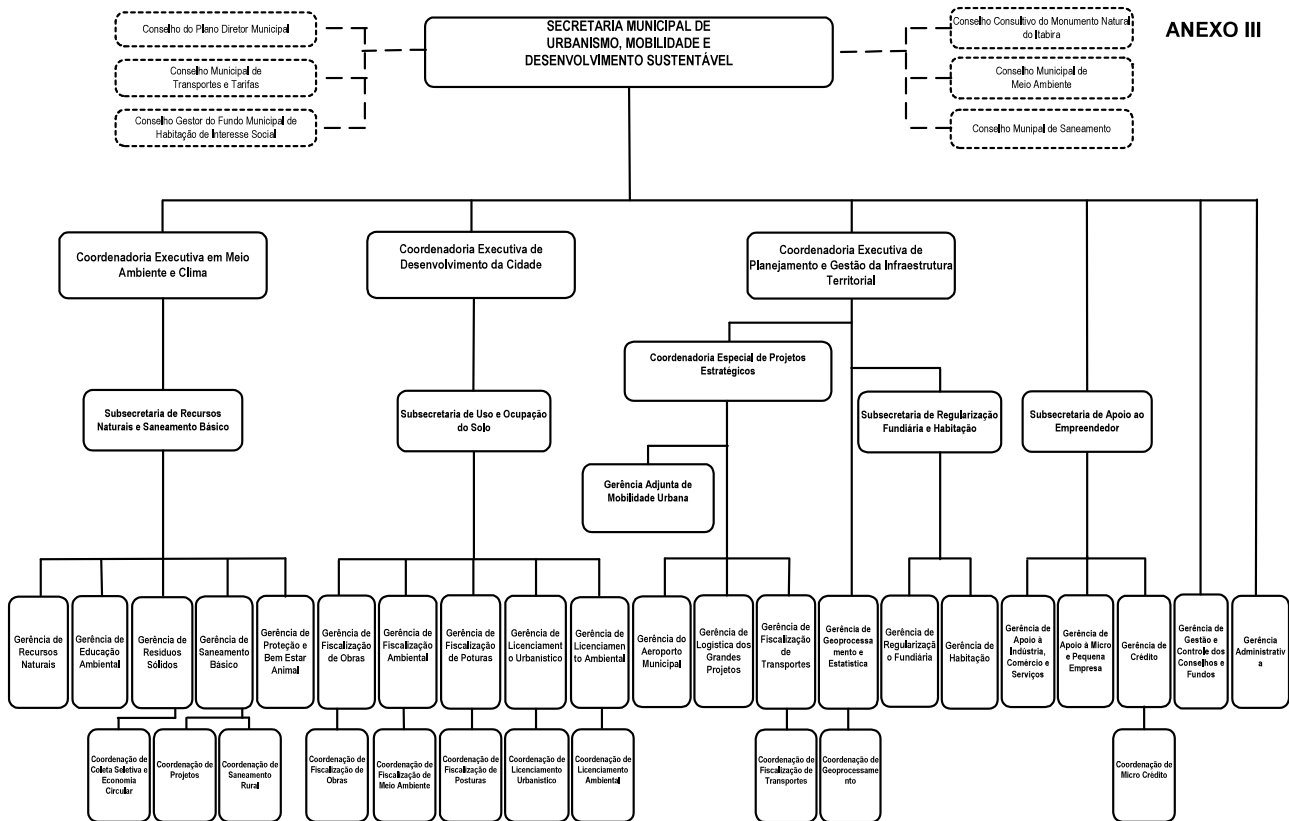 SECRETARIA MUNICIPAL DE
URBANISMO, MOBILIDADE E
DESENVOLVIMENTO SUSTENTÁVEL
ANEXO III
Conselho do Plano Diretor Municipal
Conselho Municipal de
Transportes e Tarifas
Conselho Gestor do Fundo Municipal de
Habitação de Interesse Social
Conselho Consultivo do Monumento Natural
do Itabira
Conselho Municipal de
Meio Ambiente
Conselho Munipal de Saneamento
Coordenadoria Executiva em Meio
Ambiente e Clima
Coordenadoria Executiva de
Desenvolvimento da Cidade
Coordenadoria Executiva de
Planejamento e Gestão da Infraestrutura
Territorial
Coordenadoria Especial de Projetos
Estratégicos
Subsecretaria de Recursos
Naturais e Saneamento Básico
Subsecretaria de Uso e Ocupação
do Solo
Subsecretaria de Regularização
Fundiária e Habitação
Subsecretaria de Apoio ao
Empreendedor
Gerência Adjunta de
Mobilidade Urbana
Gerência de
Recursos Naturais
Gerência de
Educação
Ambiental
Gerência de
Resíduos
Sólidos
Gerência de
Saneamento
Básico
Gerência de
Proteção e
Bem Estar
Animal
Gerência de
Fiscalização
de Obras
Gerência de
Fiscalização
Ambiental
Gerência de
Fiscalização
de Poturas
Gerência de
Licenciament
o Urbanístico
Gerência de
Licenciamen
to Ambiental
Gerência do
Aeroporto
Municipal
Gerência de
Logística dos
Grandes
Projetos
Gerência de
Fiscalização
de
Transportes
Gerência de
Geoprocessa
mento e
Estatística
Gerência de
Regularizaçã
o Fundiária
Gerência de
Habitação
Gerência de
Apoio à
Indústria,
Comércio e
Serviços
Gerência de
Apoio à Micro
e Pequena
Empresa
Gerência
de Crédito
Gerência de
Gestão e
Controle dos
Conselhos e
Fundos
Gerência
Administrativ
a
Coordenação de
Coleta Seletiva e
Economia
Circular
Coordenação de
Projetos
Coordenação de
Saneamento
Rural
Coordenação de
Fiscalização de
Obras
Coordenação de
Fiscalização de
Meio Ambiente
Coordenação de
Fiscalização de
Posturas
Coordenação de
Licenciamento
Urbanístico
Coordenação de
Licenciamento
Ambiental
Coordenação de
Fiscalização de
Transportes
Coordenação de
Geoprocessame
nto
Coordenação de
Micro Crédito